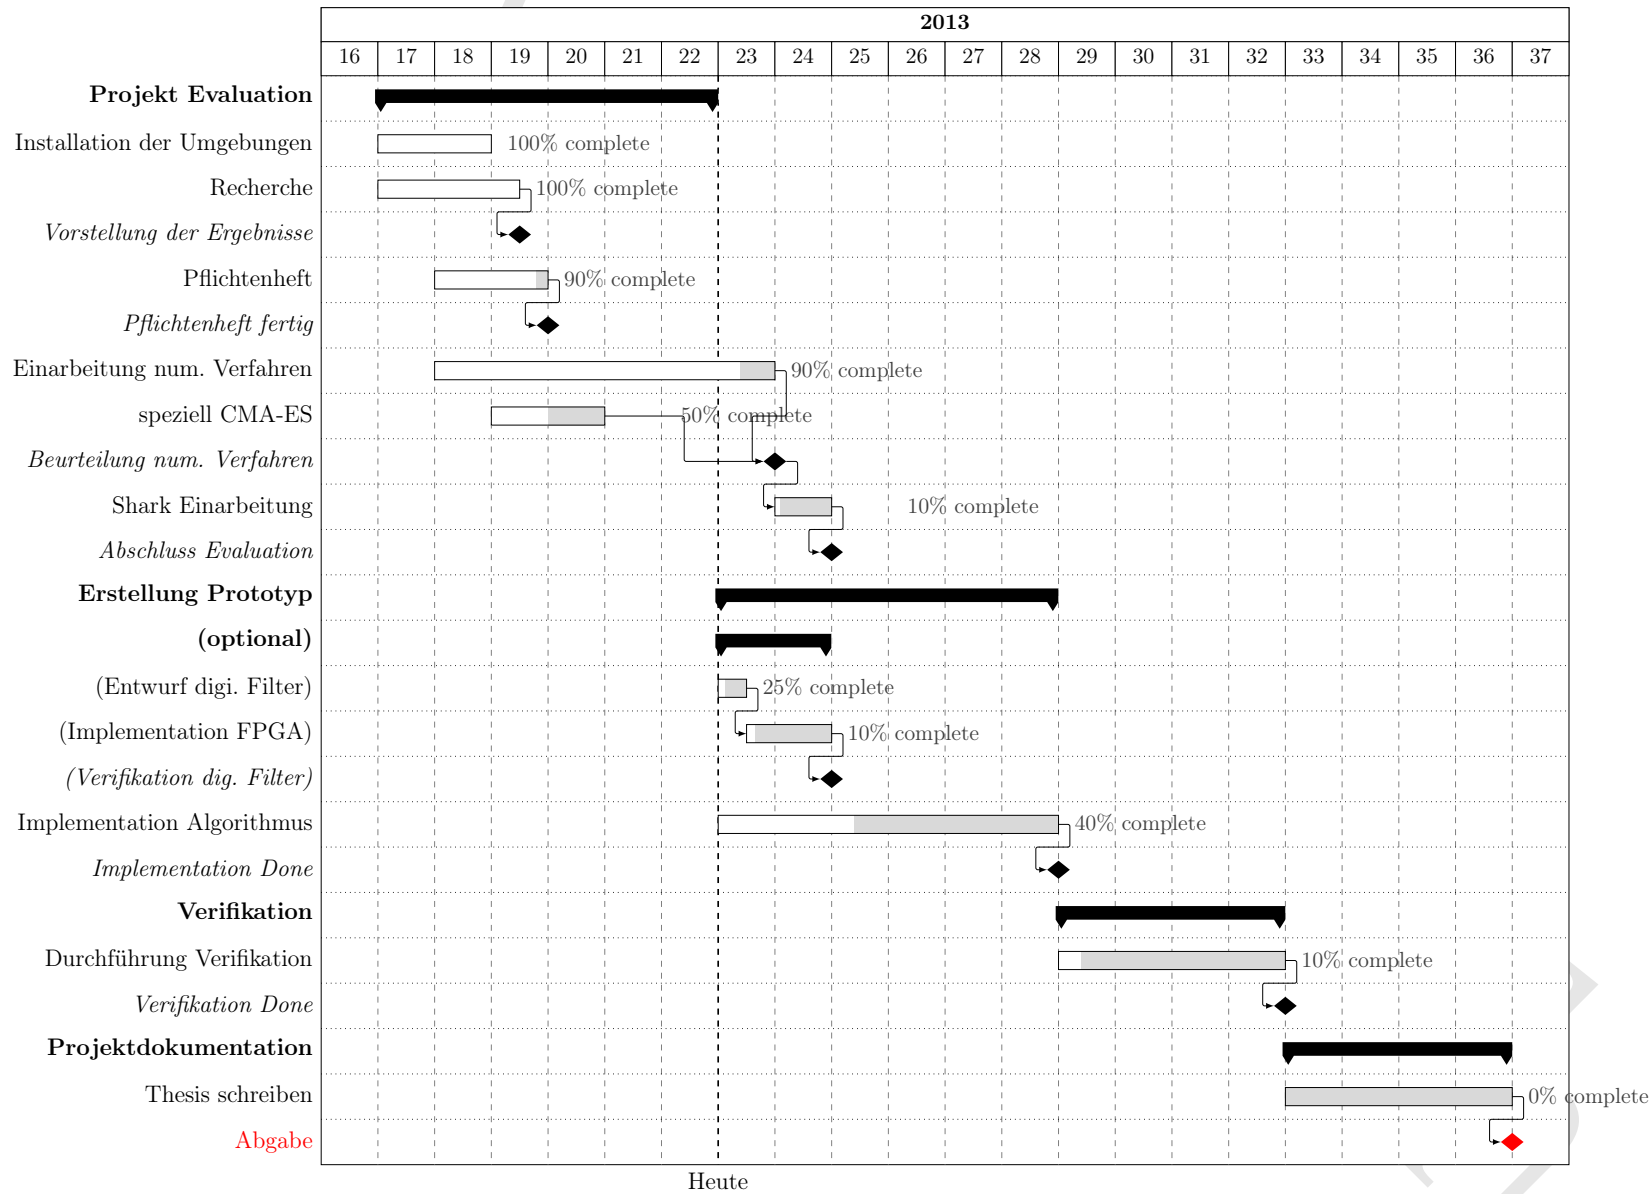 2013
16 17 18 19 20 21 22 23 24 25 26 27 28 29 30 31 32 33 34 35 36 37
Projekt Evaluation
Installation der Umgebungen 100% complete
Recherche 100% complete
Vorstellung der Ergebnisse
Pflichtenheft 90% complete
Pflichtenheft fertig
Einarbeitung num. Verfahren 90% complete
speziell CMA-ES 50% complete
Beurteilung num. Verfahren
Shark Einarbeitung 10% complete
Abschluss Evaluation
Erstellung Prototyp
(optional)
(Entwurf digi. Filter) 25% complete
(Implementation FPGA) 10% complete
(Verifikation dig. Filter)
Implementation Algorithmus 40% complete
Implementation Done
Verifikation
Durchführung Verifikation 10% complete
Verifikation Done
Projektdokumentation
Thesis schreiben 0% complete
Abgabe
Heute